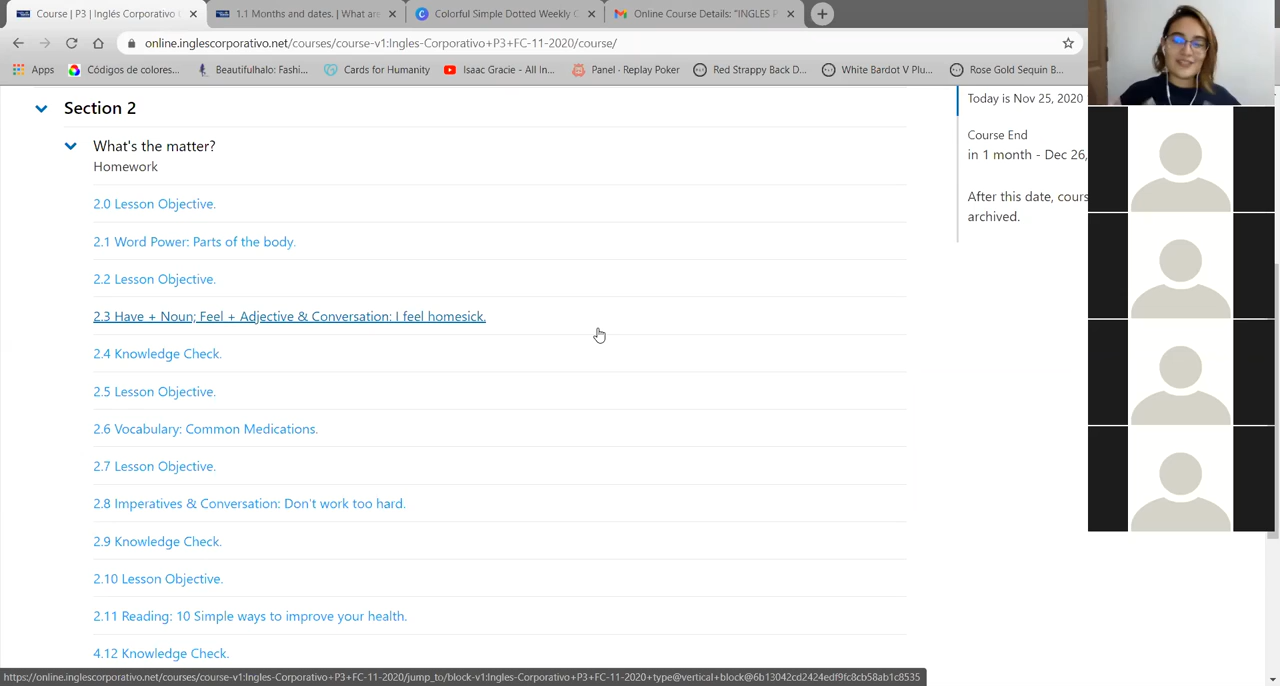 Course | P3 | Inglés Corporativo
1.1 Months and dates. | What are
Colorful Simple Dotted Weekly C
Online Course Details: "INGLES P
online.inglescorporativo.net/courses/course-v1:Ingles-Corporativo+P3+FC-11-2020/course/
Apps
Códigos de colores...
Beautifulhalo: Fashi...
Cards for Humanity
Isaac Gracie - All In...
Panel · Replay Poker
Red Strappy Back D...
White Bardot V Plu...
Rose Gold Sequin B...
Section 2
What's the matter?
Homework
2.0 Lesson Objective.
2.1 Word Power: Parts of the body.
2.2 Lesson Objective.
2.3 Have + Noun; Feel + Adjective & Conversation: I feel homesick.
2.4 Knowledge Check.
2.5 Lesson Objective.
2.6 Vocabulary: Common Medications.
2.7 Lesson Objective.
2.8 Imperatives & Conversation: Don't work too hard.
2.9 Knowledge Check.
2.10 Lesson Objective.
2.11 Reading: 10 Simple ways to improve your health.
4.12 Knowledge Check.
Today is Nov 25, 2020
Course End
in 1 month - Dec 26,
After this date, cours
archived.
https://online.inglescorporativo.net/courses/course-v1:Ingles-Corporativo+P3+FC-11-2020/jump_to/block-v1:Ingles-Corporativo+P3+FC-11-2020+type@vertical+block@6b13042cd2424edf9fc8cb58ab1c8535